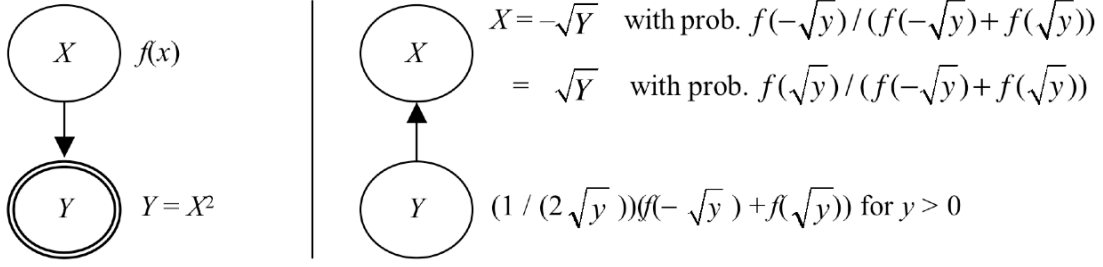 X
f(x)
Y
Y = X²
X
X = –√Y with prob. f(–√y) / (f(–√y) + f(√y))
= √Y with prob. f(√y) / (f(–√y) + f(√y))
Y
(1 / (2√y ))(f(– √y ) + f(√y)) for y > 0